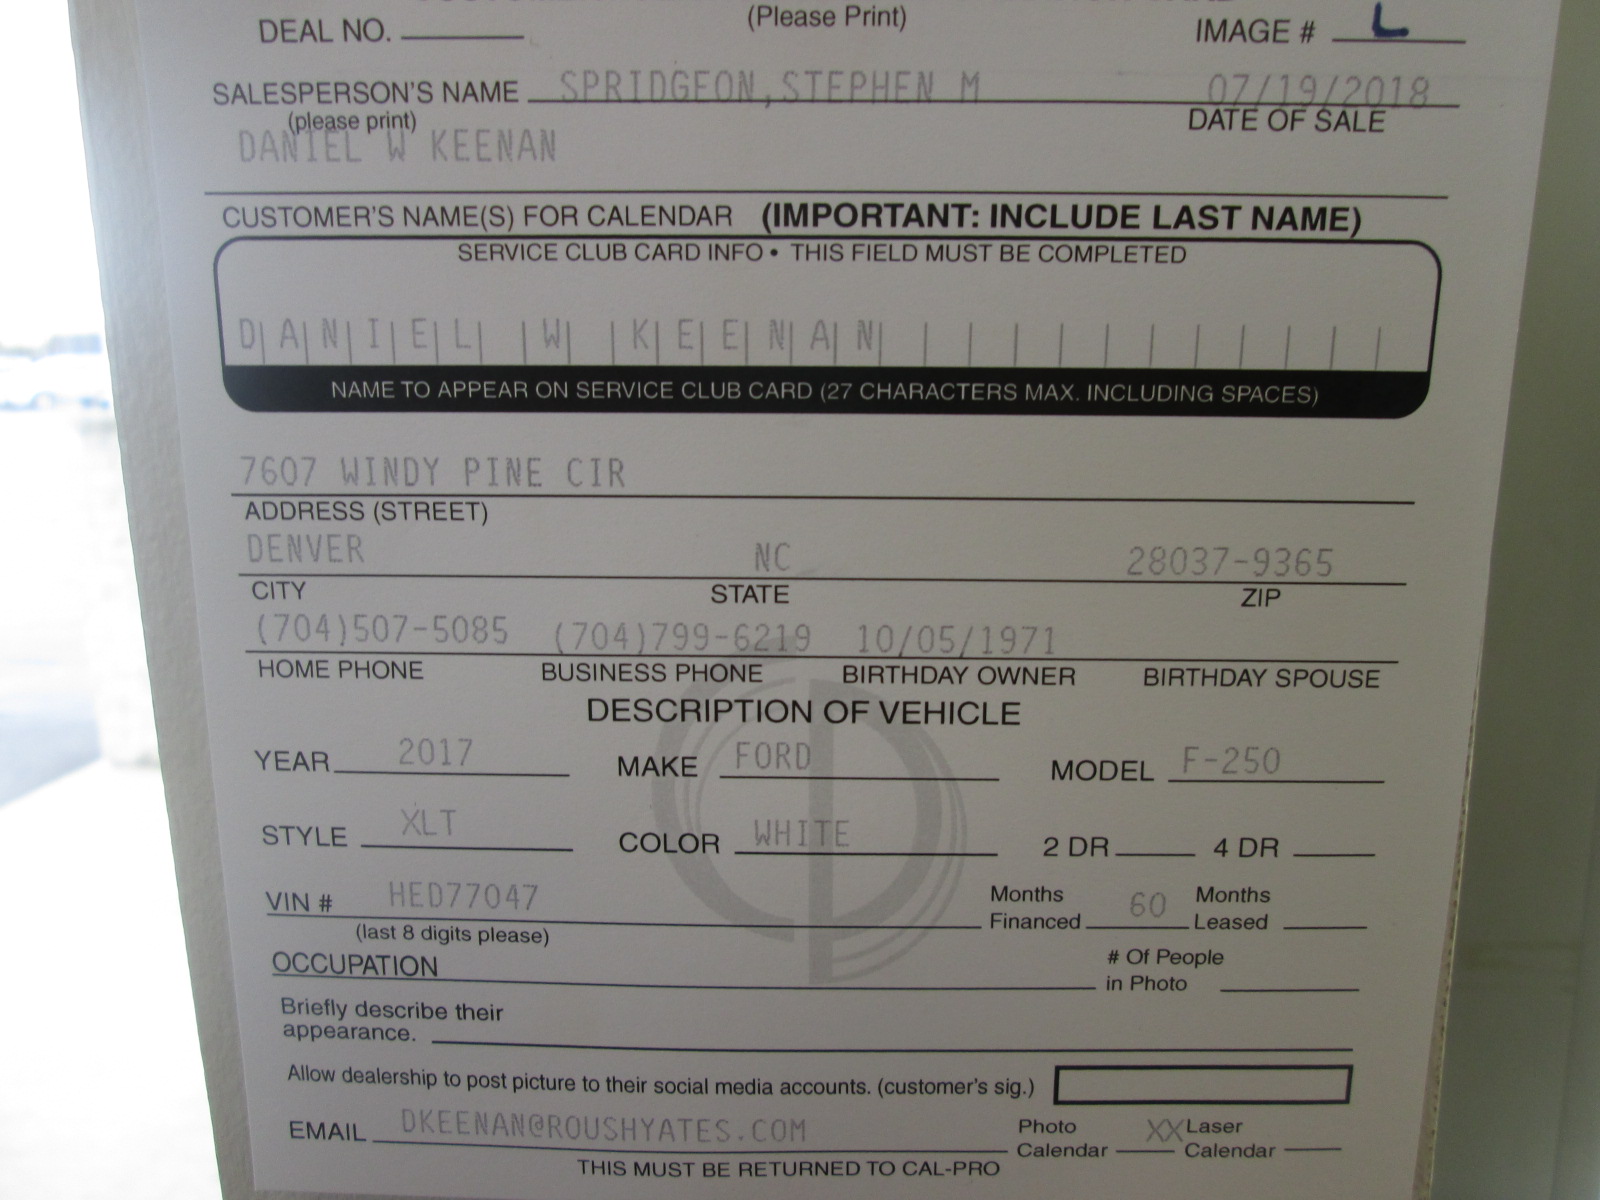 (Please Print)
DEAL NO. IMAGE # L
SALESPERSON'S NAME SPRIDGEON,STEPHEN M 07/19/2018
(please print) DATE OF SALE
DANIEL W KEENAN
CUSTOMER'S NAME(S) FOR CALENDAR (IMPORTANT: INCLUDE LAST NAME)
SERVICE CLUB CARD INFO • THIS FIELD MUST BE COMPLETED
DANIEL W KEENAN
NAME TO APPEAR ON SERVICE CLUB CARD (27 CHARACTERS MAX. INCLUDING SPACES)
7607 WINDY PINE CIR
ADDRESS (STREET)
DENVER NC 28037-9365
CITY STATE ZIP
(704)507-5085 (704)799-6219 10/05/1971
HOME PHONE BUSINESS PHONE BIRTHDAY OWNER BIRTHDAY SPOUSE
DESCRIPTION OF VEHICLE
YEAR 2017 MAKE FORD MODEL F-250
STYLE XLT COLOR WHITE 2 DR 4 DR
VIN # HED77047 Months Financed 60 Months Leased
(last 8 digits please)
OCCUPATION # Of People in Photo
Briefly describe their
appearance.
Allow dealership to post picture to their social media accounts. (customer's sig.)
EMAIL DKEENAN@ROUSHYATES.COM Photo Calendar XX Laser Calendar
THIS MUST BE RETURNED TO CAL-PRO